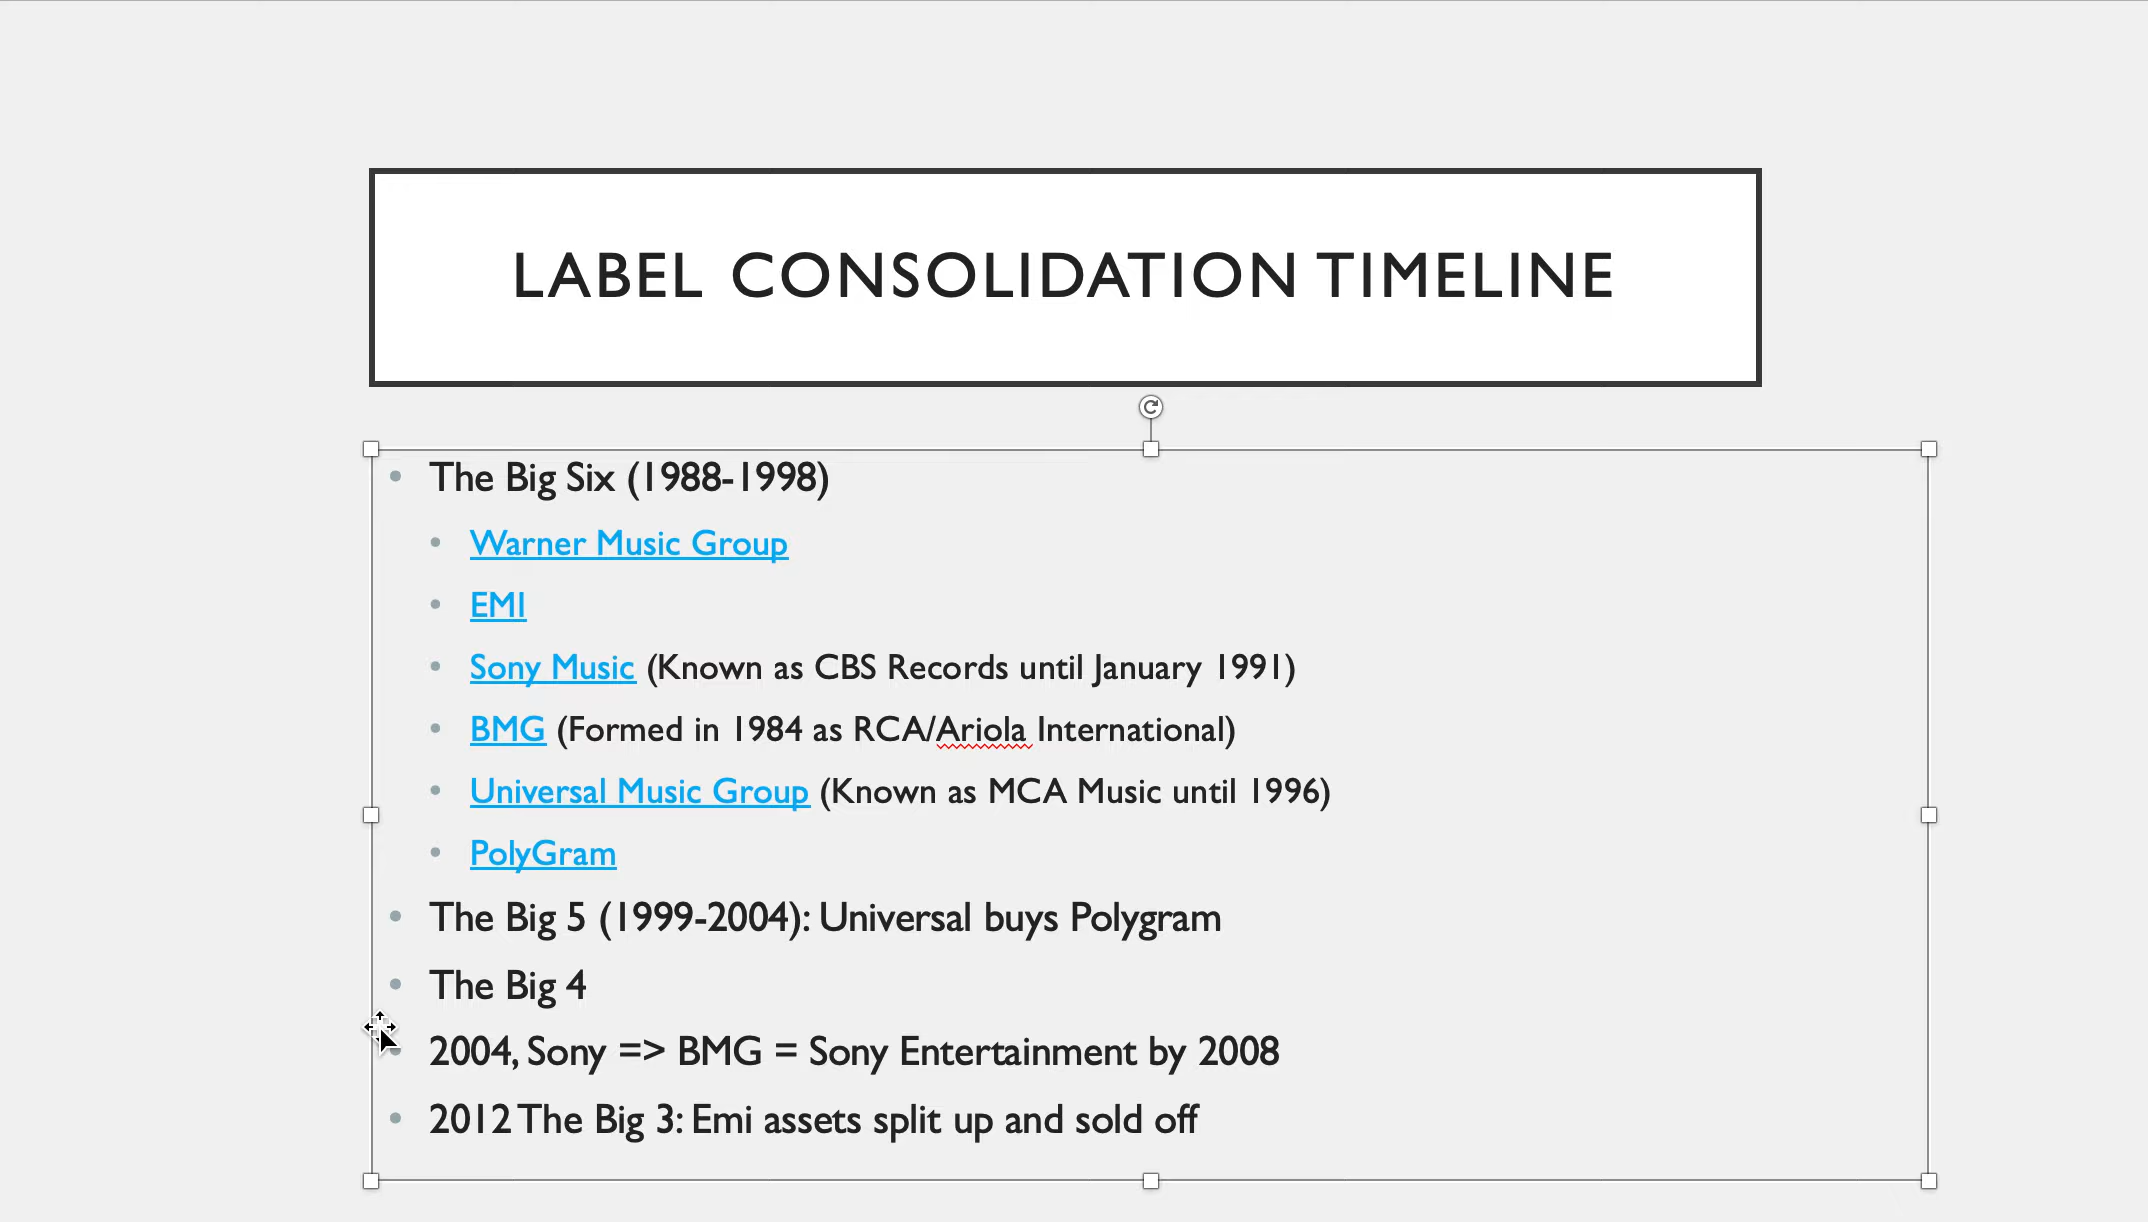 LABEL CONSOLIDATION TIMELINE
The Big Six (1988-1998)
Warner Music Group
EMI
Sony Music (Known as CBS Records until January 1991)
BMG (Formed in 1984 as RCA/Ariola International)
Universal Music Group (Known as MCA Music until 1996)
PolyGram
The Big 5 (1999-2004): Universal buys Polygram
The Big 4
2004, Sony => BMG = Sony Entertainment by 2008
2012 The Big 3: Emi assets split up and sold off